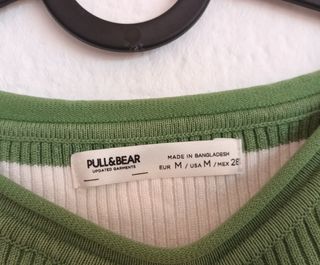 PULL&BEAR
UPDATED GARMENTS
MADE IN BANGLADESH
EUR M / USA M / MEX 28